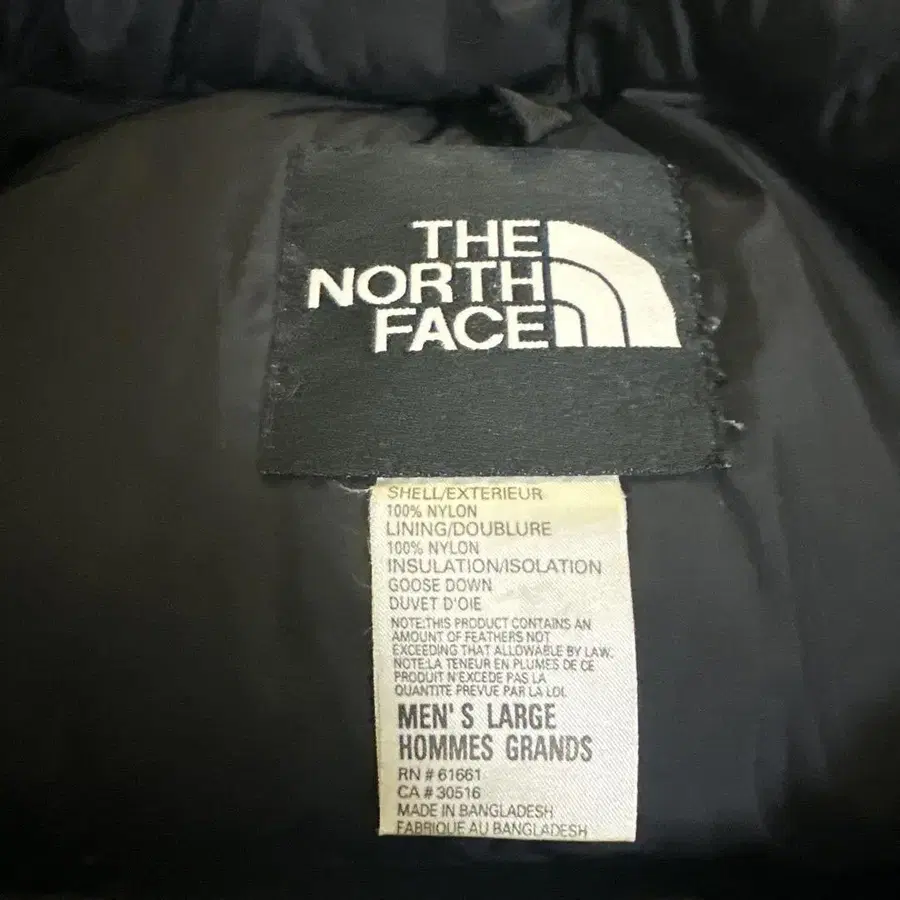 THE
NORTH
FACE
SHELL/EXTERIEUR
100% NYLON
LINING/DOUBLURE
100% NYLON
INSULATION/ISOLATION
GOOSE DOWN
DUVET D'OIE
NOTE:THIS PRODUCT CONTAINS AN
AMOUNT OF FEATHERS NOT
EXCEEDING THAT ALLOWABLE BY LAW.
NOTE:LA TENEUR EN PLUMES DE CE
PRODUIT N'EXCEDE PAS LA
QUANTITE PREVUE PAR LA LOI.
MEN'S LARGE
HOMMES GRANDS
RN # 61661
CA # 30516
MADE IN BANGLADESH
FABRIQUE AU BANGLADESH